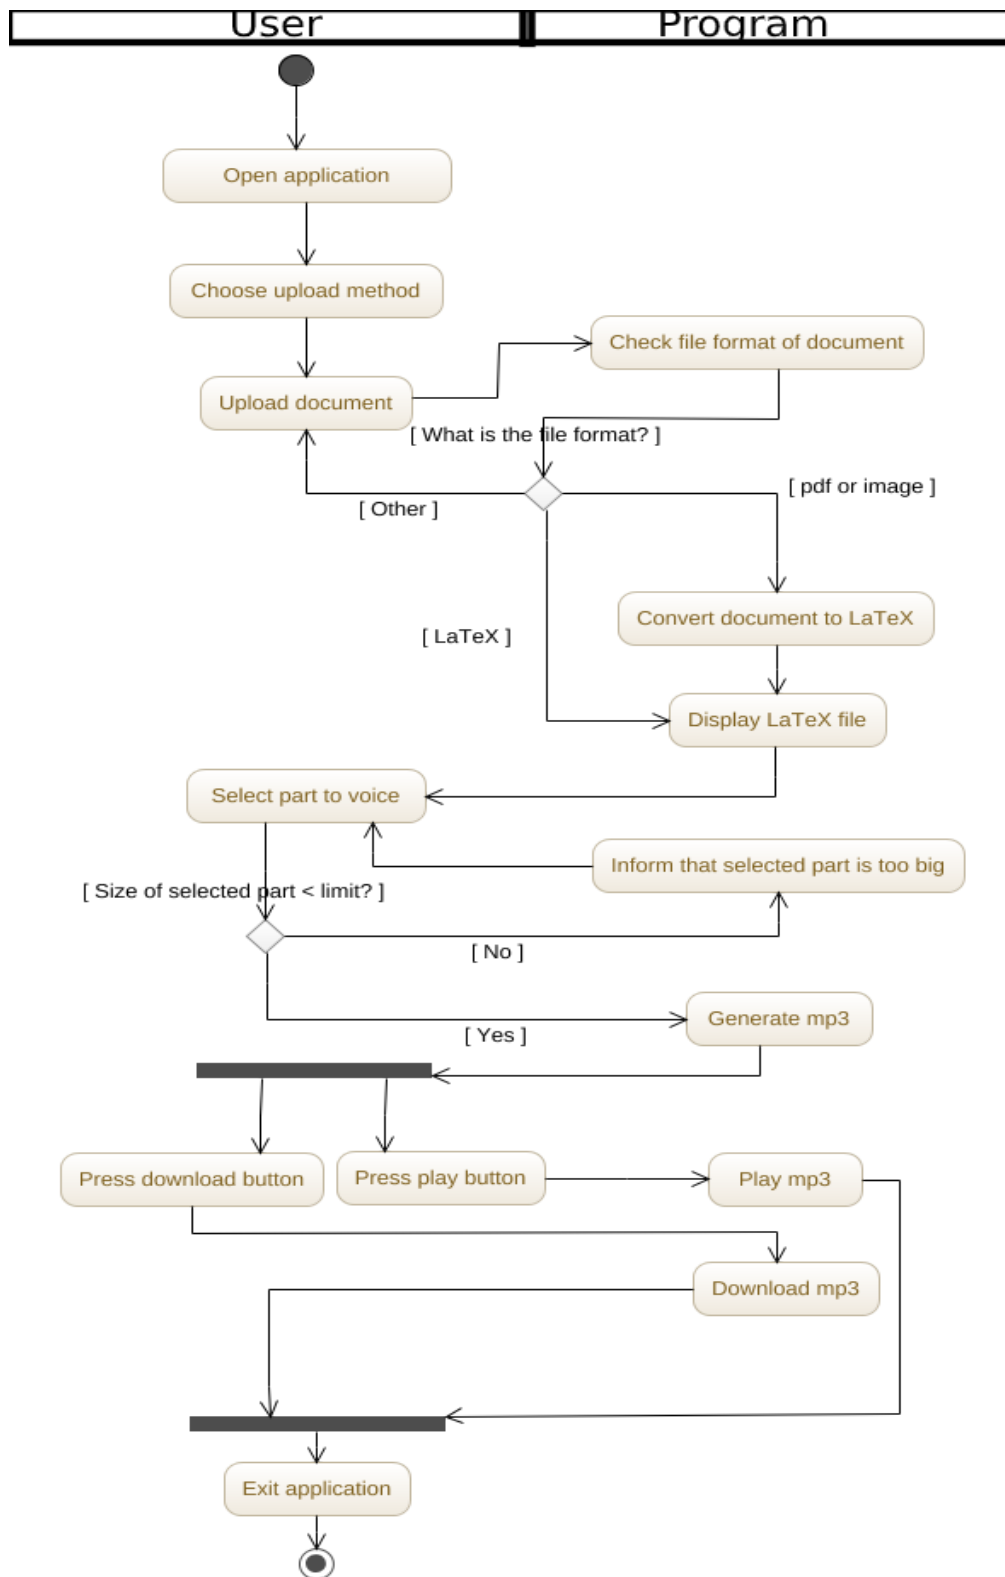 User
Program
Open application
Choose upload method
Check file format of document
Upload document
[ What is the file format? ]
[ pdf or image ]
[ Other ]
Convert document to LaTeX
[ LaTeX ]
Display LaTeX file
Select part to voice
Inform that selected part is too big
[ Size of selected part < limit? ]
[ No ]
Generate mp3
[ Yes ]
Press download button
Press play button
Play mp3
Download mp3
Exit application